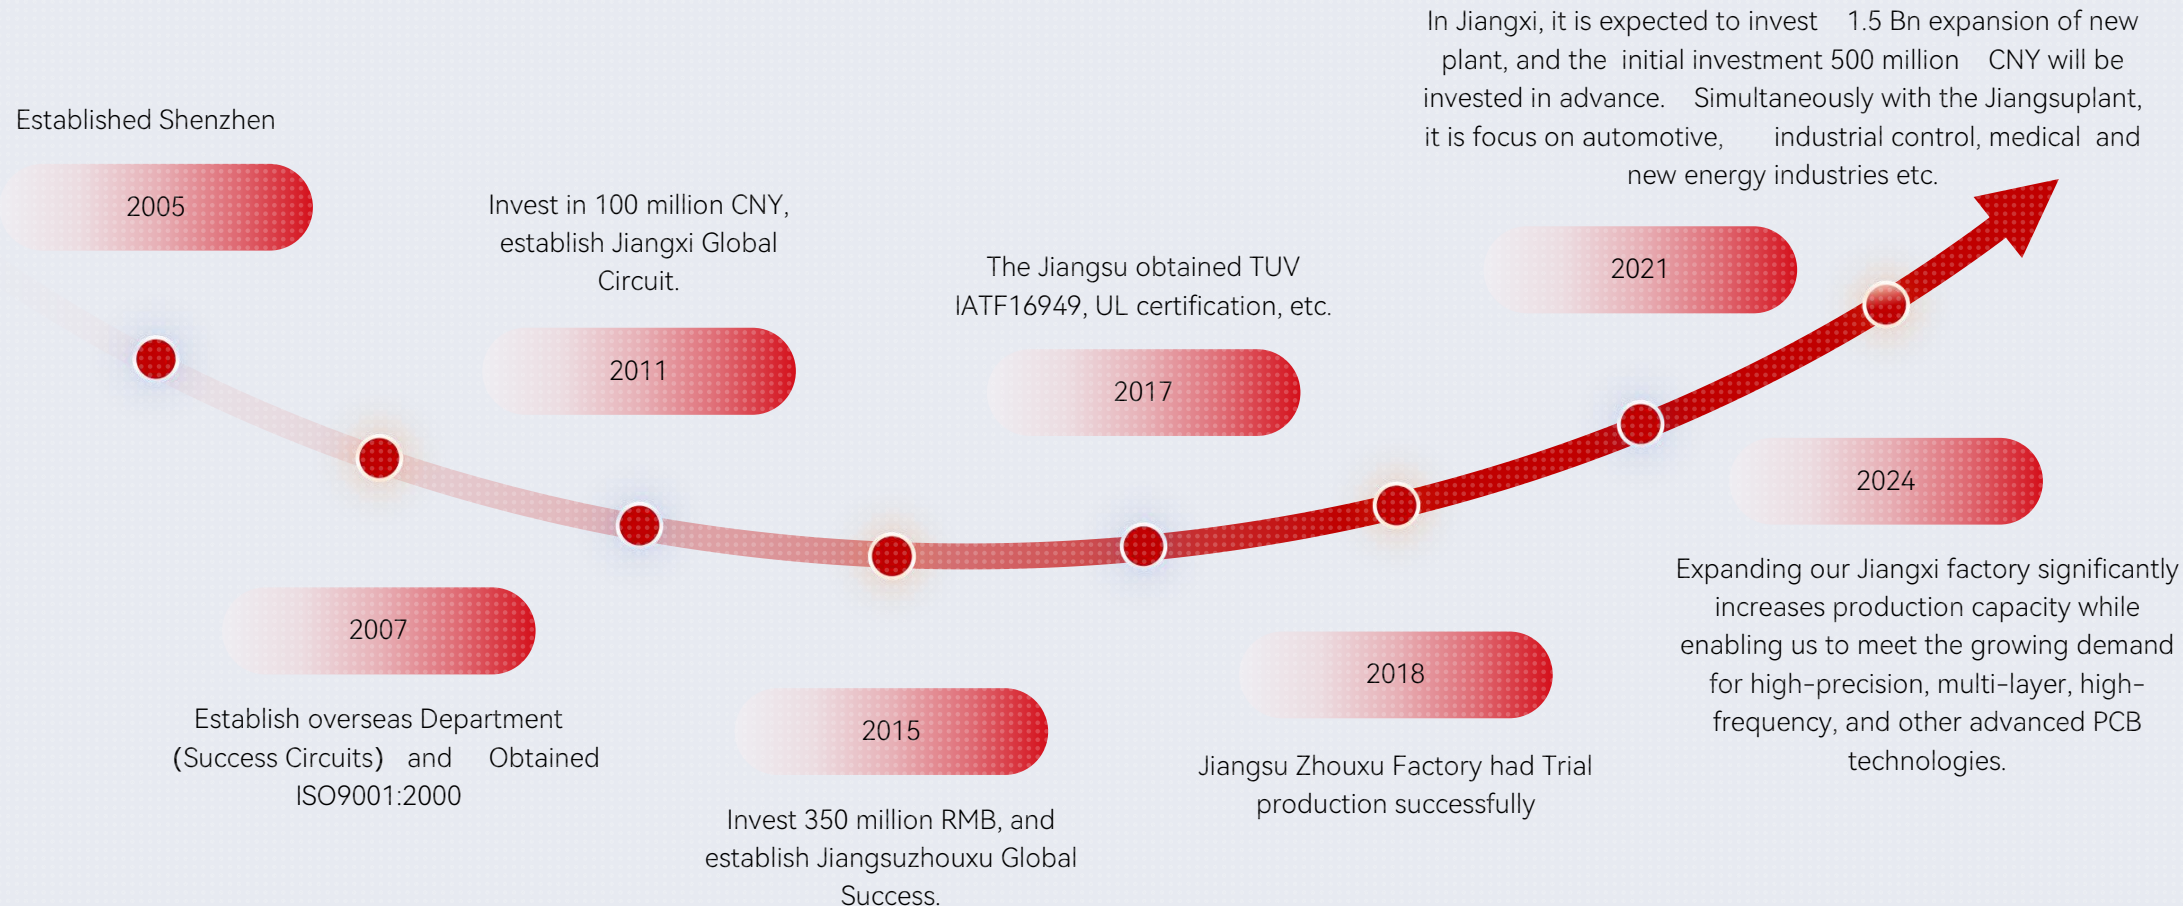 Established Shenzhen
2005
2007
Establish overseas Department
(Success Circuits) and Obtained
ISO9001:2000
Invest in 100 million CNY,
establish Jiangxi Global
Circuit.
2011
2015
Invest 350 million RMB, and
establish Jiangsuzhouxu Global
Success.
The Jiangsu obtained TUV
IATF16949, UL certification, etc.
2017
2018
Jiangsu Zhouxu Factory had Trial
production successfully
In Jiangxi, it is expected to invest 1.5 Bn expansion of new
plant, and the initial investment 500 million CNY will be
invested in advance. Simultaneously with the Jiangsuplant,
it is focus on automotive, industrial control, medical and
new energy industries etc.
2021
2024
Expanding our Jiangxi factory significantly
increases production capacity while
enabling us to meet the growing demand
for high-precision, multi-layer, high-
frequency, and other advanced PCB
technologies.